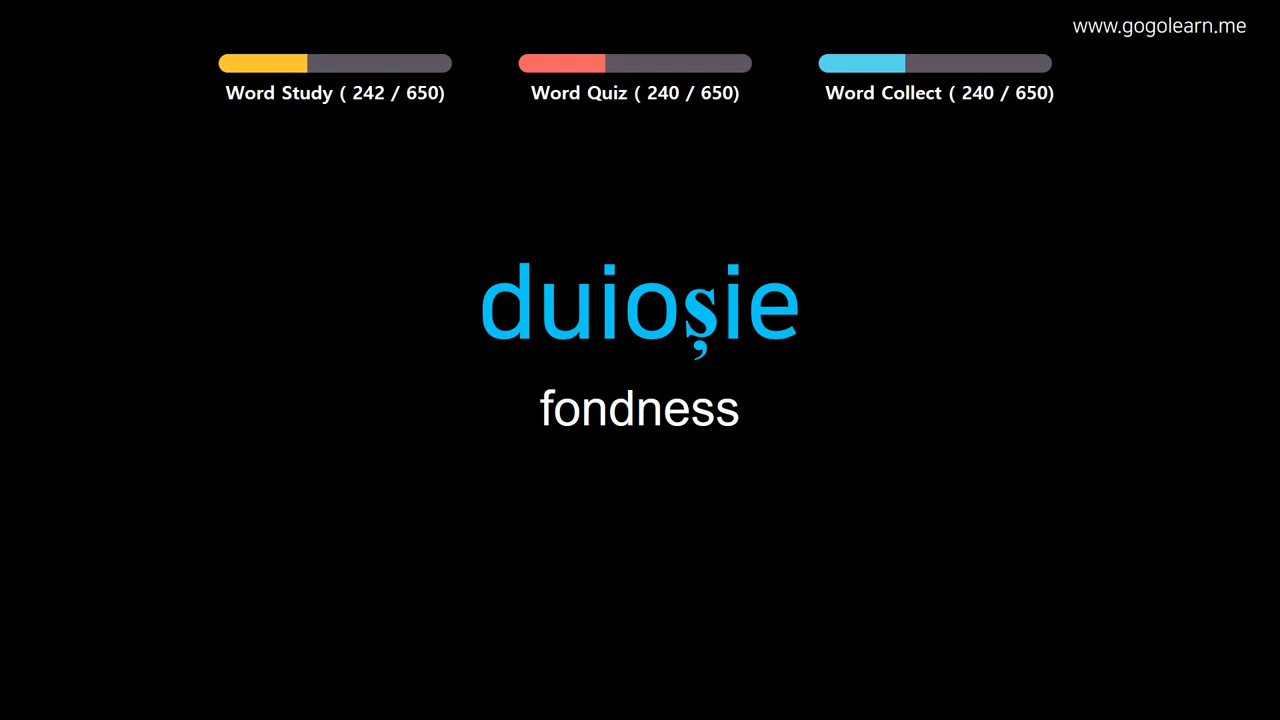 www.gogolearn.me
Word Study ( 242 / 650)
Word Quiz ( 240 / 650)
Word Collect ( 240 / 650)
duioșie
fondness